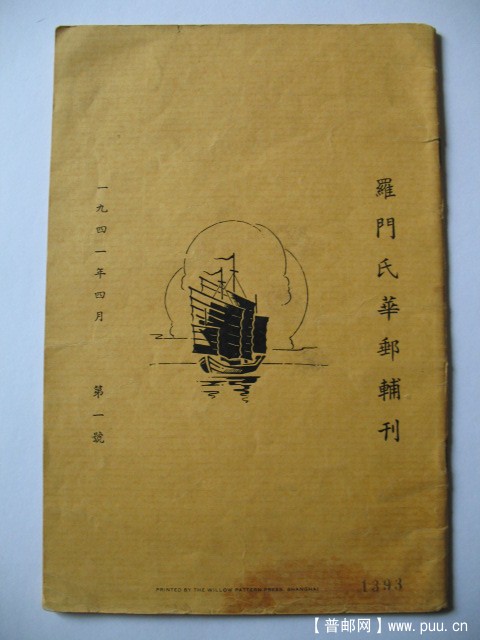 羅門氏華郵輔刊
一九四一年四月 第一號
PRINTED BY THE WILLOW PATTERN PRESS, SHANGHAI
1393
【普邮网】www.puu.cn